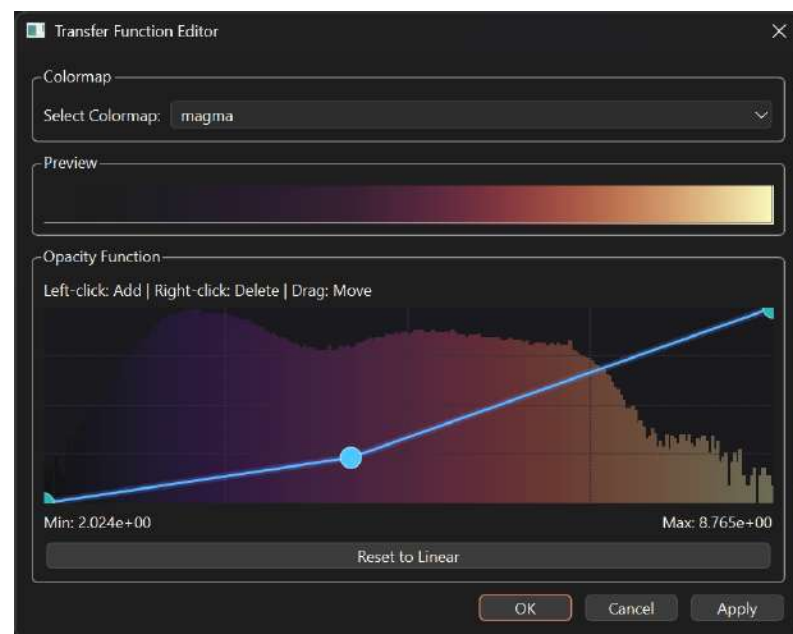 Transfer Function Editor
Colormap
Select Colormap: magma
Preview
Opacity Function
Left-click: Add | Right-click: Delete | Drag: Move
Min: 2.024e+00 Max: 8.765e+00
Reset to Linear
OK Cancel Apply